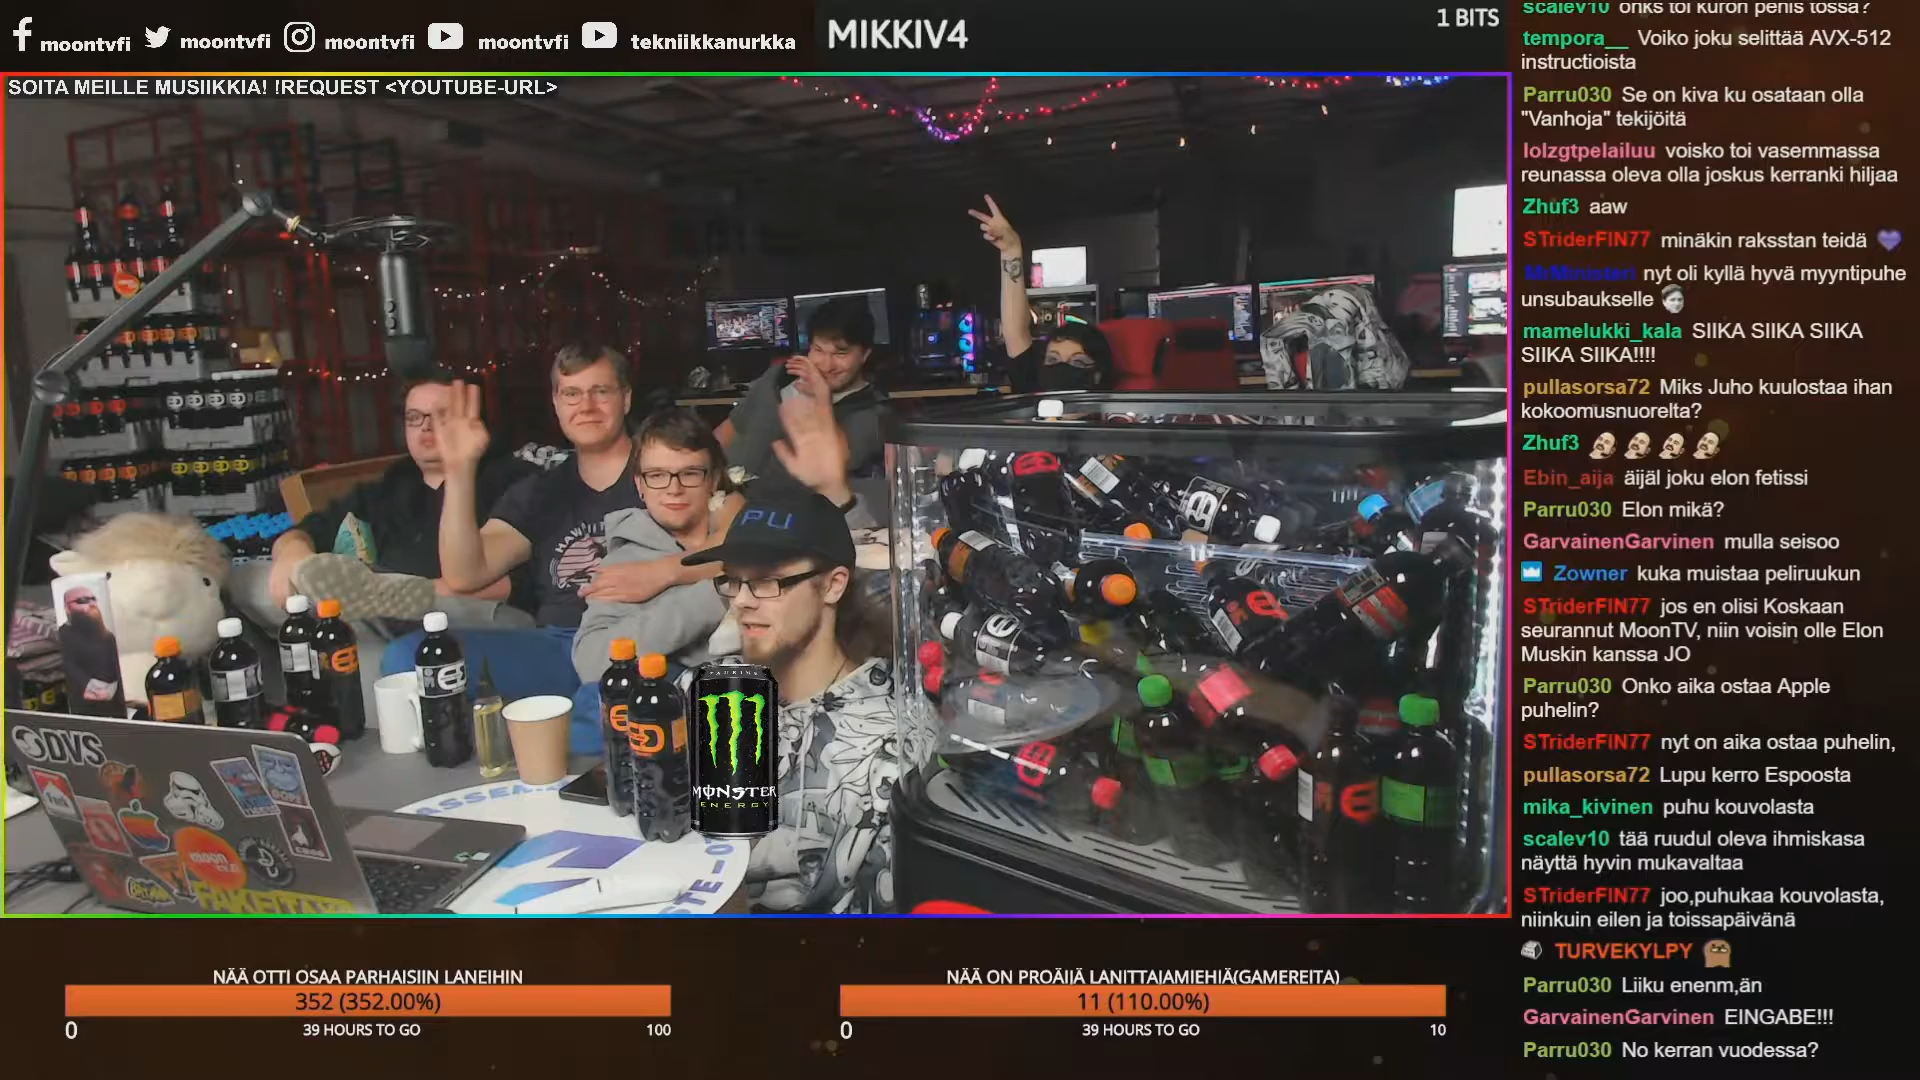 moontvfi moontvfi moontvfi moontvfi tekniikkanurkka
MIKKIV4
1 BITS
SOITA MEILLE MUSIIKKIA! !REQUEST <YOUTUBE-URL>
PU
DVS
moon
MONSTER
ENERGY
NÄÄ OTTI OSAA PARHAISIIN LANEIHIN
352 (352.00%)
0 39 HOURS TO GO 100
NÄÄ ON PROÄIJÄ LANITTAJAMIEHIÄ(GAMEREITA)
11 (110.00%)
0 39 HOURS TO GO 10
scalev10 onks toi kuron penis tossa?
tempora__ Voiko joku selittää AVX-512
instructioista
Parru030 Se on kiva ku osataan olla
"Vanhoja" tekijöitä
lolzgtpelailuu voisko toi vasemmassa
reunassa oleva olla joskus kerranki hiljaa
Zhuf3 aaw
STriderFIN77 minäkin raksstan teidä
MrMinisteri nyt oli kyllä hyvä myyntipuhe
unsubaukselle
mamelukki_kala SIIKA SIIKA SIIKA
SIIKA SIIKA!!!!
pullasorsa72 Miks Juho kuulostaa ihan
kokoomusnuorelta?
Zhuf3
Ebin_aija äijäl joku elon fetissi
Parru030 Elon mikä?
GarvainenGarvinen mulla seisoo
Zowner kuka muistaa peliruukun
STriderFIN77 jos en olisi Koskaan
seurannut MoonTV, niin voisin olle Elon
Muskin kanssa JO
Parru030 Onko aika ostaa Apple
puhelin?
STriderFIN77 nyt on aika ostaa puhelin,
pullasorsa72 Lupu kerro Espoosta
mika_kivinen puhu kouvolasta
scalev10 tää ruudul oleva ihmiskasa
näyttä hyvin mukavaltaa
STriderFIN77 joo,puhukaa kouvolasta,
niinkuin eilen ja toissapäivänä
TURVEKYLPY
Parru030 Liiku enenm,än
GarvainenGarvinen EINGABE!!!
Parru030 No kerran vuodessa?